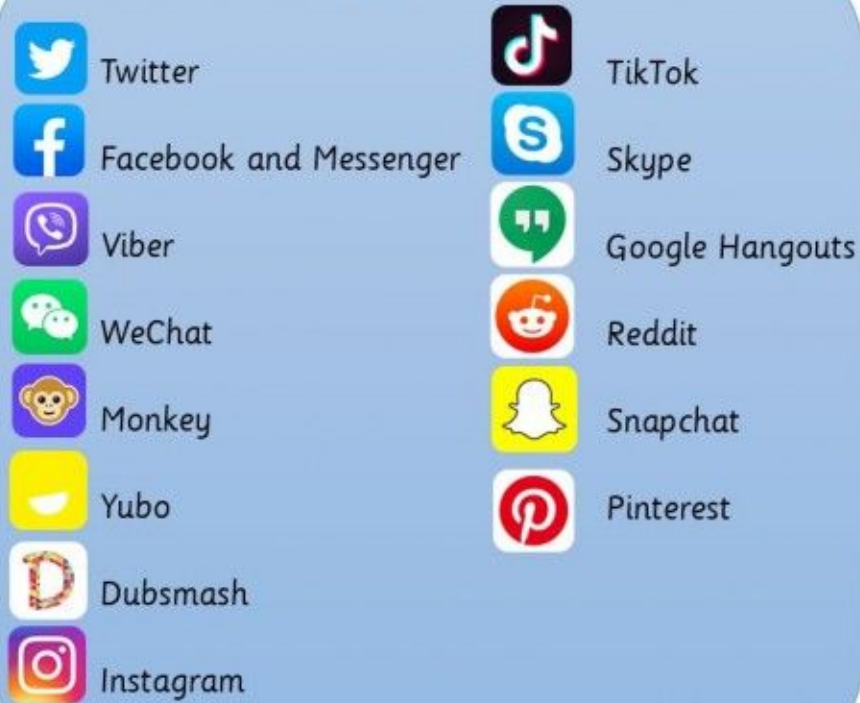 Twitter
Facebook and Messenger
Viber
WeChat
Monkey
Yubo
Dubsmash
Instagram
TikTok
Skype
Google Hangouts
Reddit
Snapchat
Pinterest